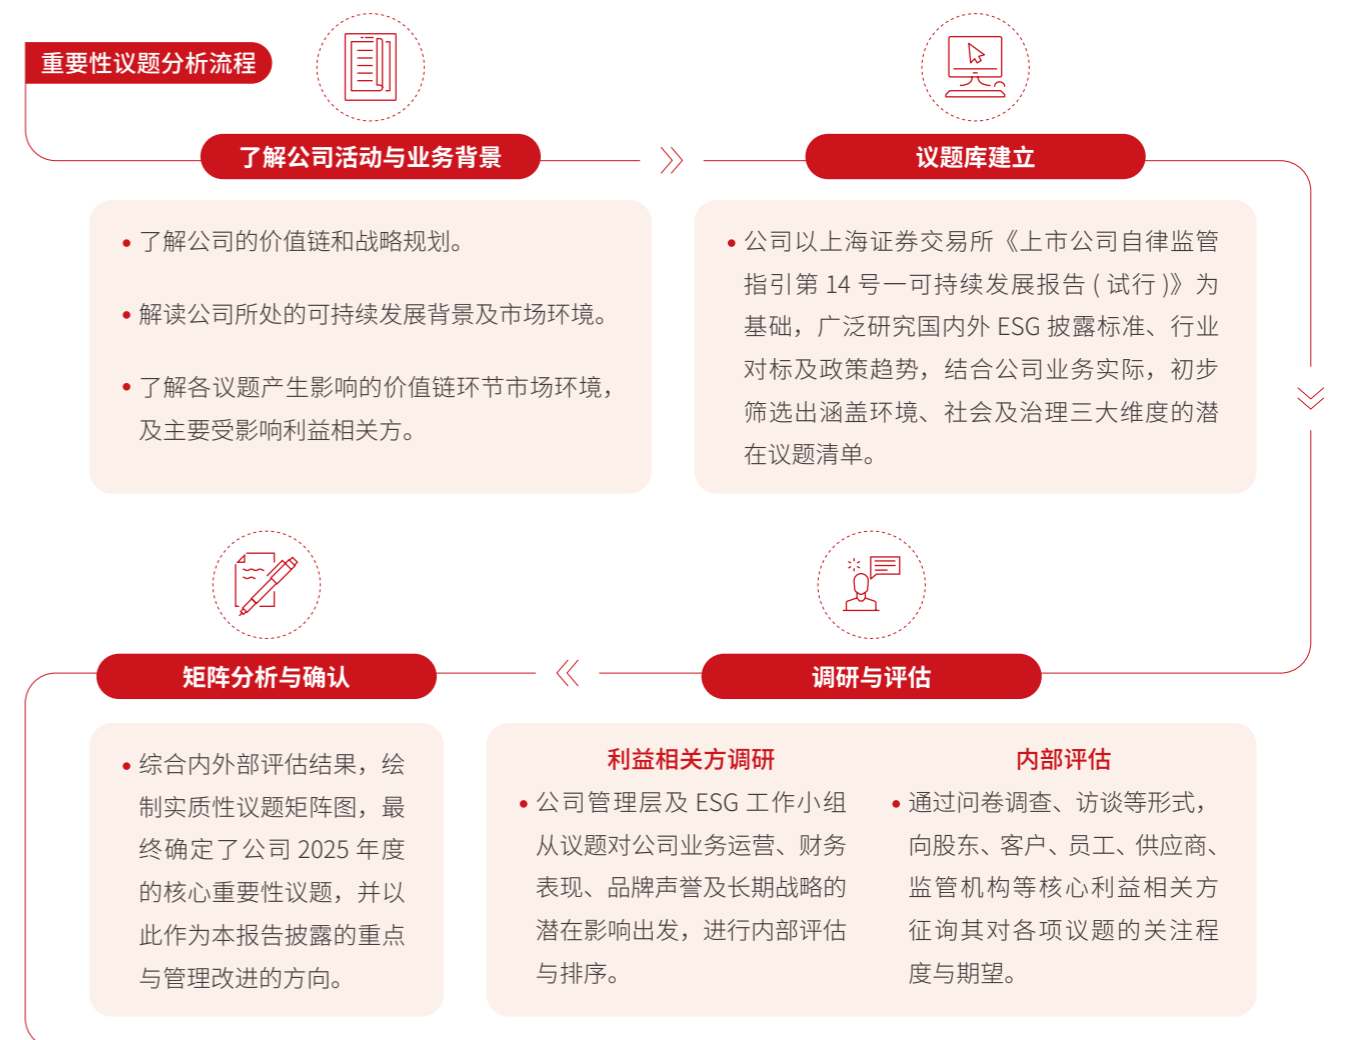 重要性议题分析流程
了解公司活动与业务背景
• 了解公司的价值链和战略规划。
• 解读公司所处的可持续发展背景及市场环境。
• 了解各议题产生影响的价值链环节市场环境，
及主要受影响利益相关方。
议题库建立
• 公司以上海证券交易所《上市公司自律监管
指引第 14 号一可持续发展报告 ( 试行 )》为
基础，广泛研究国内外 ESG 披露标准、行业
对标及政策趋势，结合公司业务实际，初步
筛选出涵盖环境、社会及治理三大维度的潜
在议题清单。
调研与评估
利益相关方调研
• 公司管理层及 ESG 工作小组
从议题对公司业务运营、财务
表现、品牌声誉及长期战略的
潜在影响出发，进行内部评估
与排序。
内部评估
• 通过问卷调查、访谈等形式，
向股东、客户、员工、供应商、
监管机构等核心利益相关方
征询其对各项议题的关注程
度与期望。
矩阵分析与确认
• 综合内外部评估结果，绘
制实质性议题矩阵图，最
终确定了公司 2025 年度
的核心重要性议题，并以
此作为本报告披露的重点
与管理改进的方向。